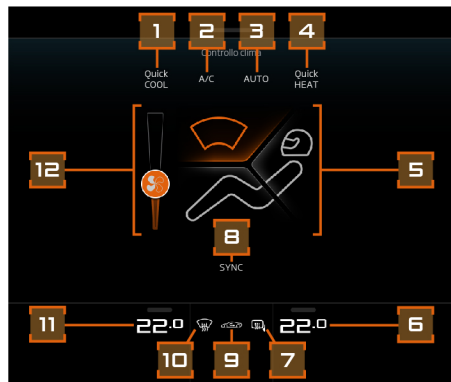 1 2 3 4
Controllo clima
Quick COOL A/C AUTO Quick HEAT
12 5
8
SYNC
11 22.0 22.0 6
10 9 7